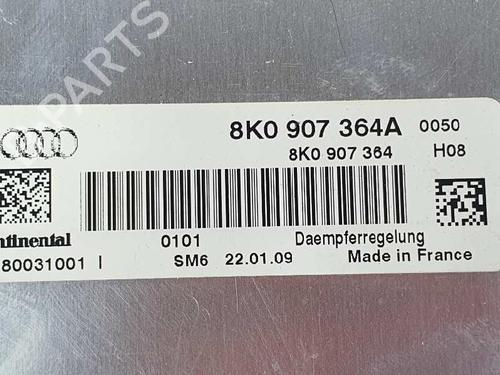 8K0 907 364A 0050
8K0 907 364 H08
0101 Daempferregelung
80031001 I SM6 22.01.09 Made in France
PARTS